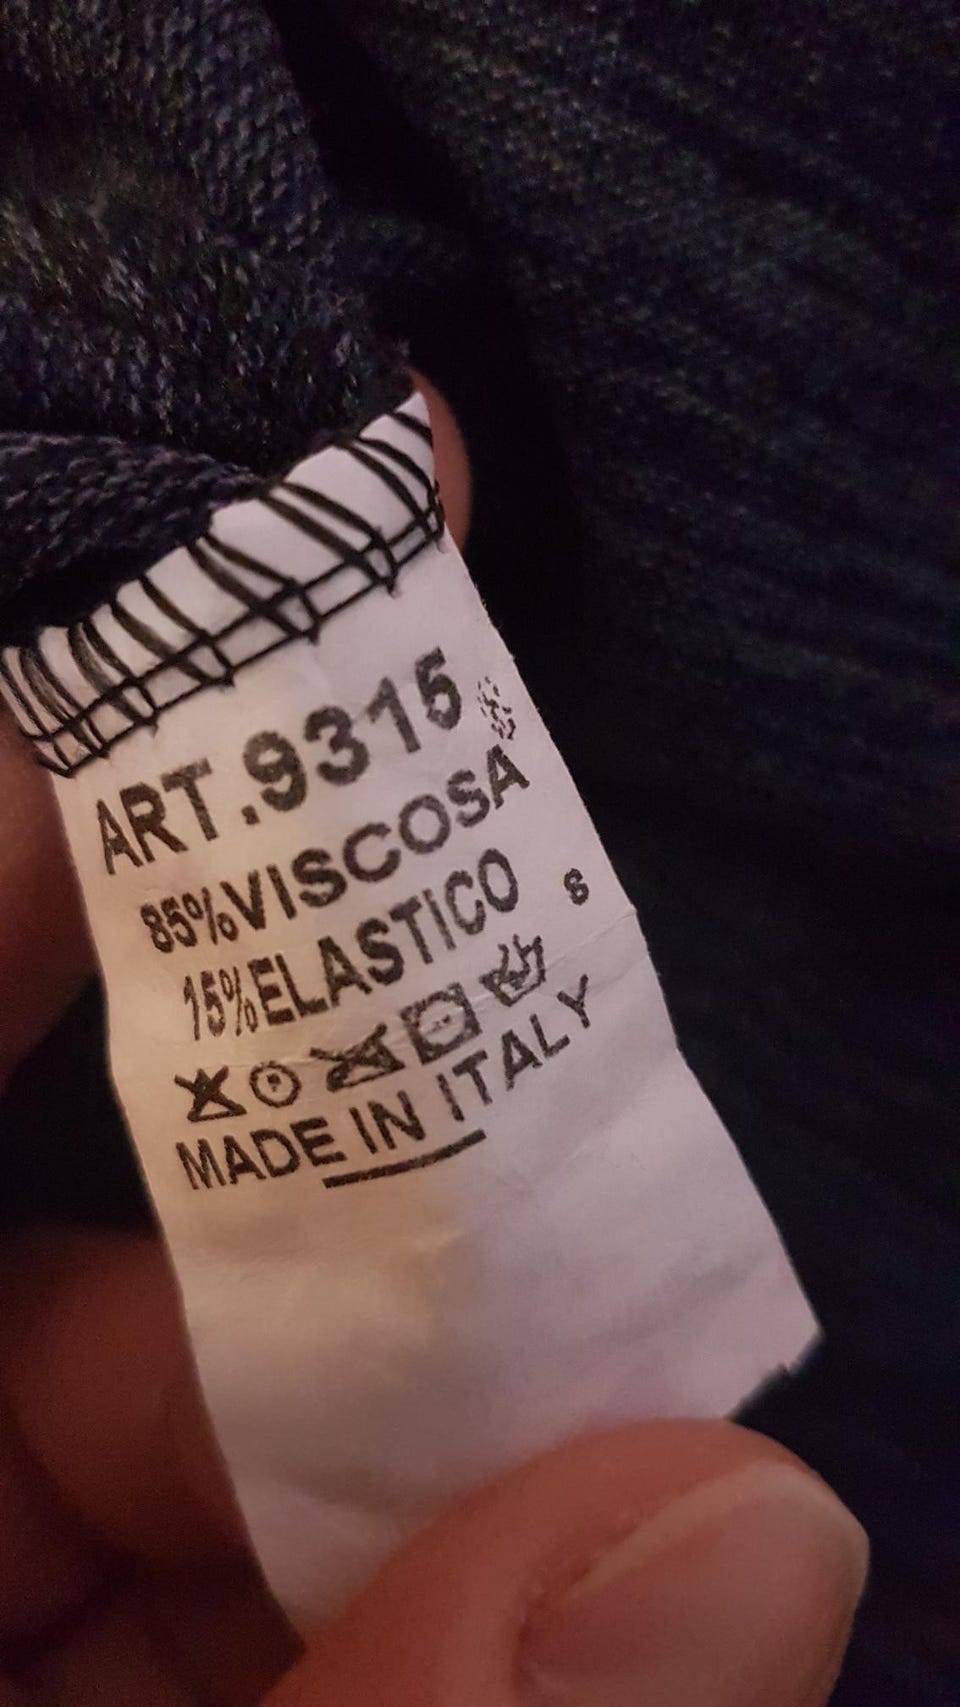 ART.9315
85%VISCOSA
15%ELASTICO
MADE IN ITALY